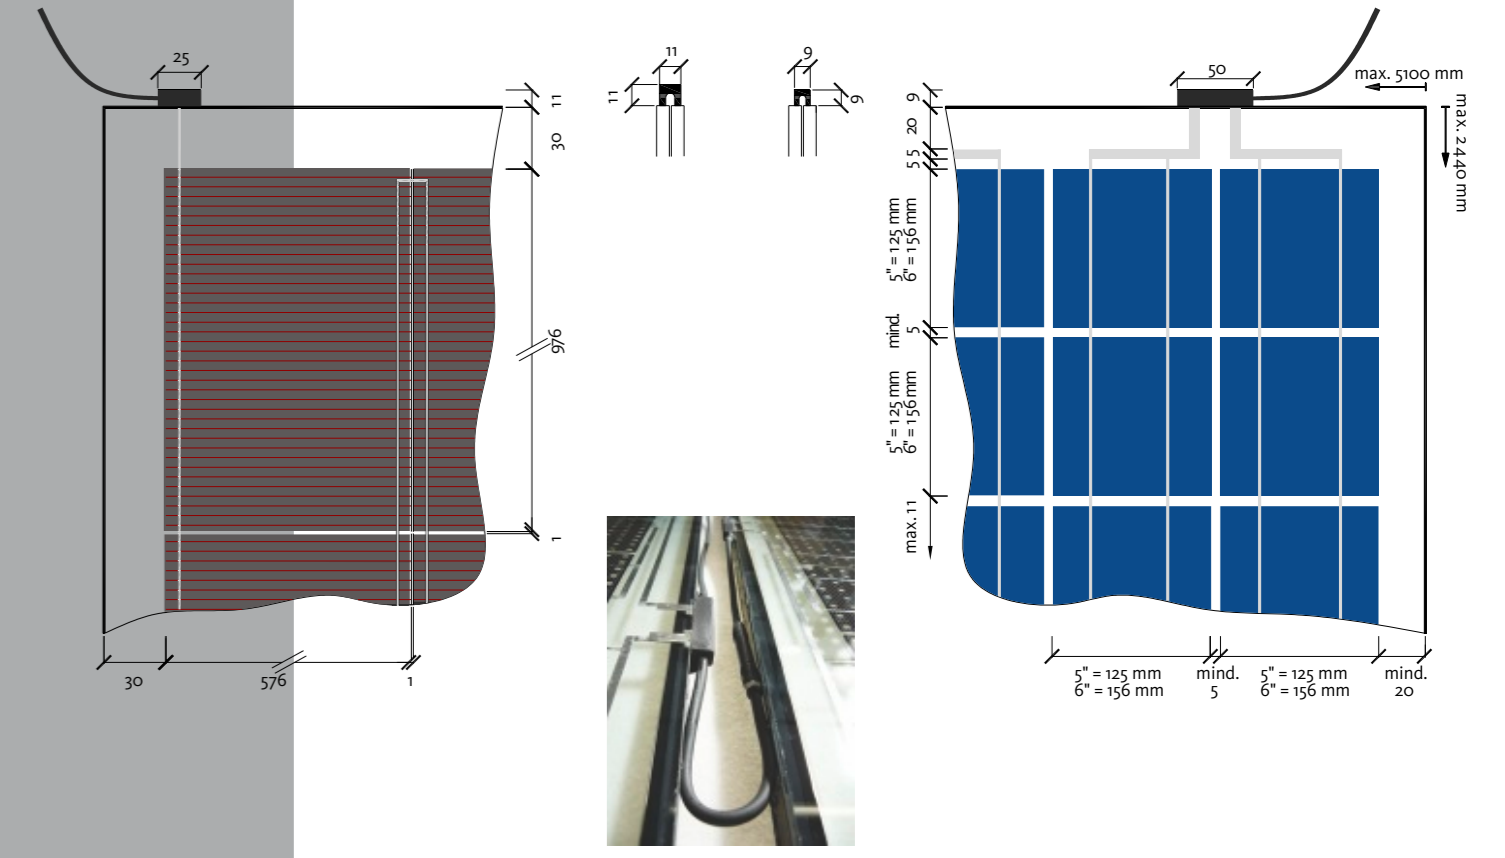 25
11
30
976
1
30
576
1
11
11
9
9
50
max. 5100 mm
max. 2440 mm
9
20
5
5
5" = 125 mm
6" = 156 mm
mind.
5
5" = 125 mm
6" = 156 mm
max. 11
5" = 125 mm
6" = 156 mm
mind.
5
5" = 125 mm
6" = 156 mm
mind.
20